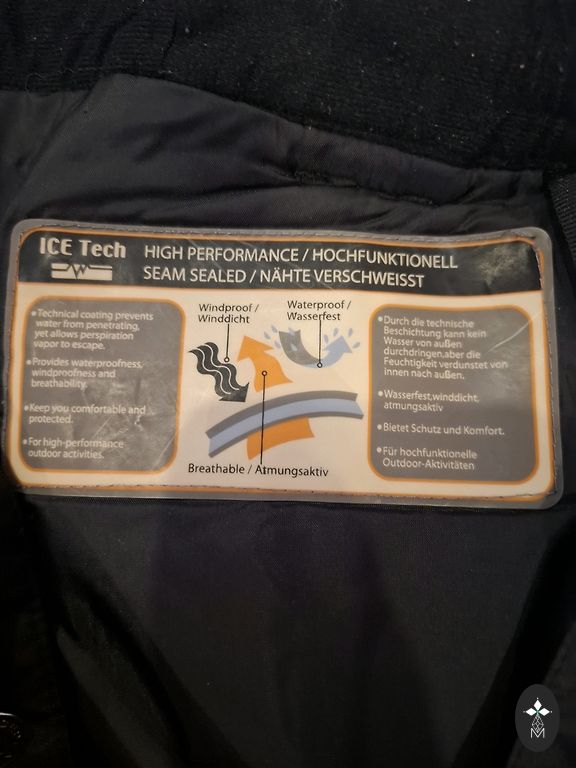 ICE Tech
HIGH PERFORMANCE / HOCHFUNKTIONELL
SEAM SEALED / NÄHTE VERSCHWEISST
•Technical coating prevents
water from penetrating,
yet allows perspiration
vapor to escape.
•Provides waterproofness,
windproofness and
breathability.
•Keep you comfortable and
protected.
•For high-performance
outdoor activities.
Windproof /
Winddicht
Waterproof /
Wasserfest
Breathable / Atmungsaktiv
•Durch die technische
Beschichtung kann kein
Wasser von außen
durchdringen,aber die
Feuchtigkeit verdunstet von
innen nach außen.
•Wasserfest,winddicht,
atmungsaktiv
•Bietet Schutz und Komfort.
•Für hochfunktionelle
Outdoor-Aktivitäten
M